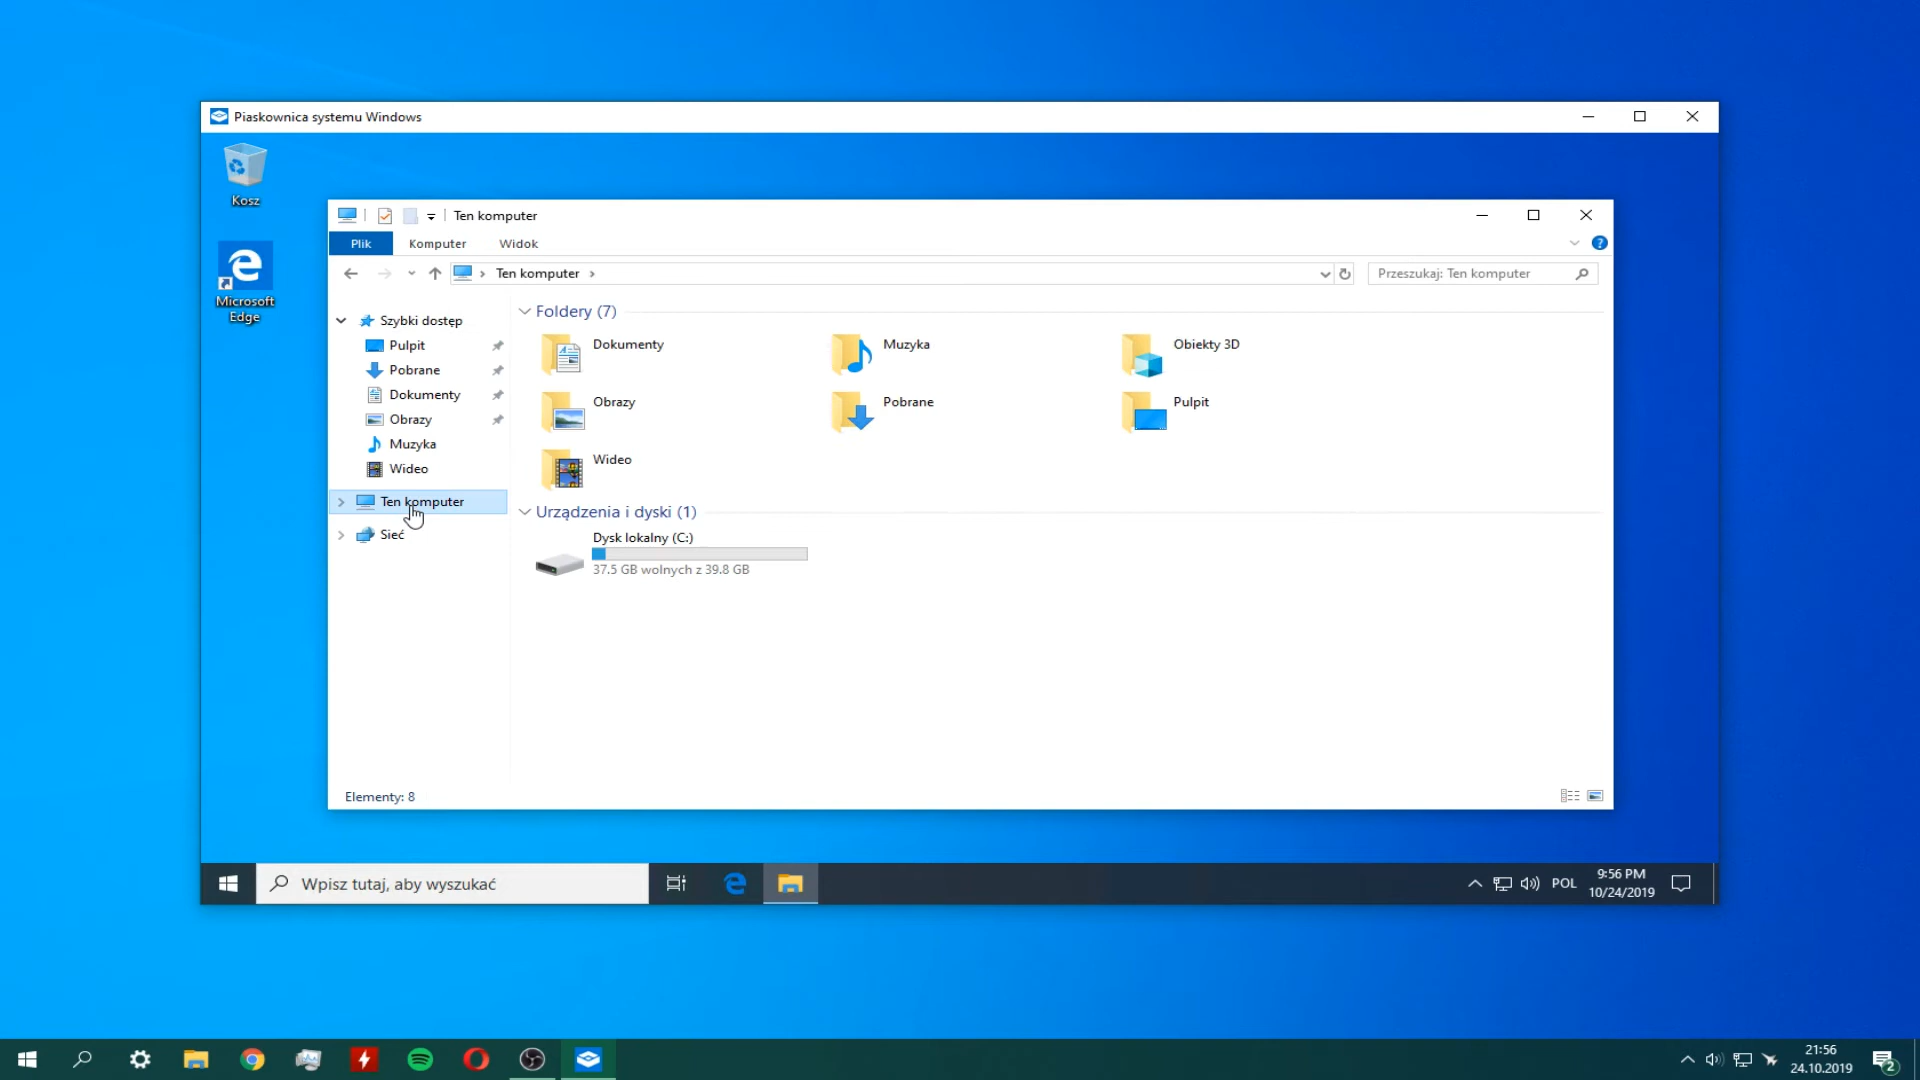 Piaskownica systemu Windows
Kosz
Microsoft
Edge
Ten komputer
Plik
Komputer
Widok
?
Ten komputer
Przeszukaj: Ten komputer
Szybki dostęp
Pulpit
Pobrane
Dokumenty
Obrazy
Muzyka
Wideo
Ten komputer
Sieć
Foldery (7)
Dokumenty
Muzyka
Obiekty 3D
Obrazy
Pobrane
Pulpit
Wideo
Urządzenia i dyski (1)
Dysk lokalny (C:)
37.5 GB wolnych z 39.8 GB
Elementy: 8
Wpisz tutaj, aby wyszukać
POL
9:56 PM
10/24/2019
21:56
24.10.2019
2